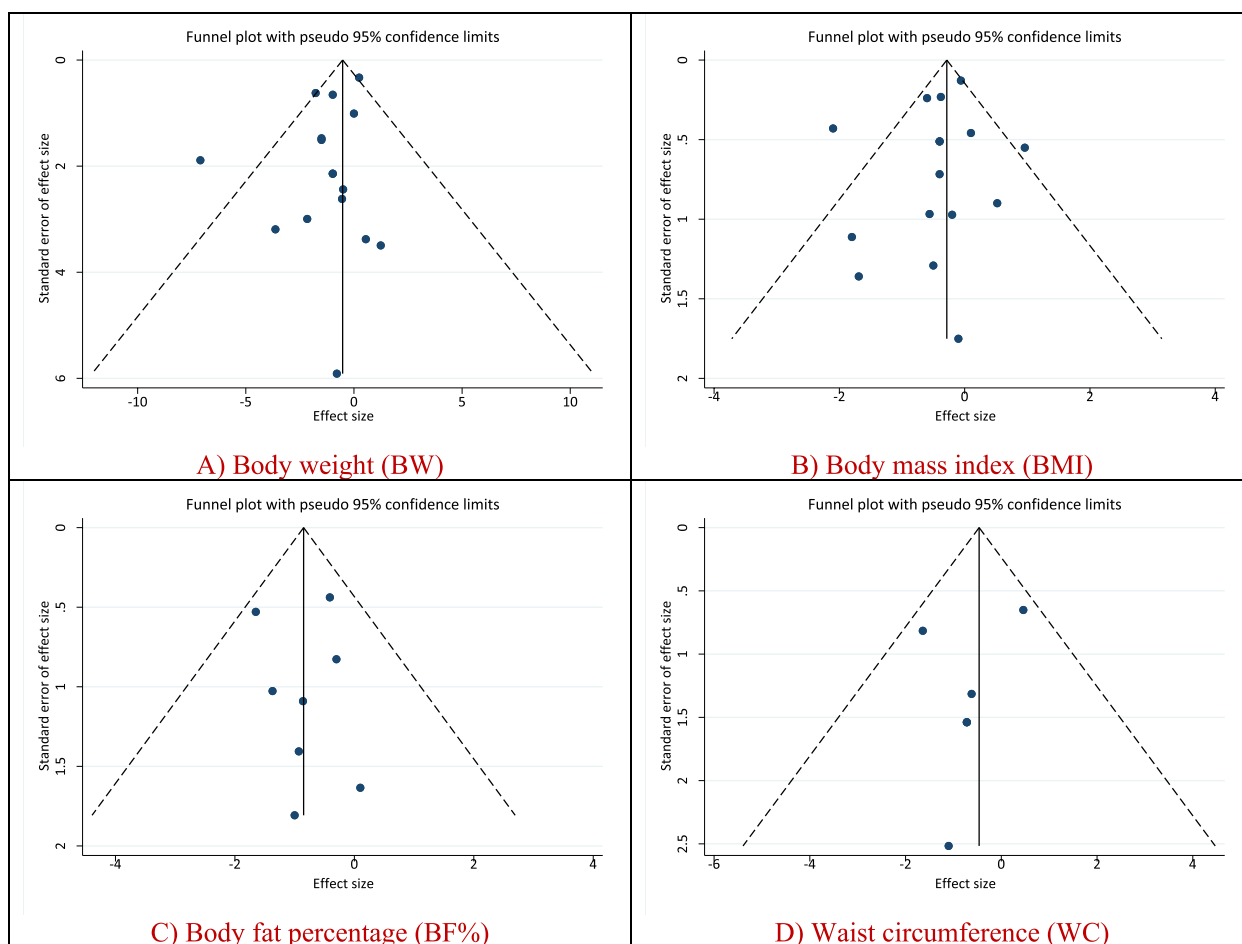 Funnel plot with pseudo 95% confidence limits
Standard error of effect size
0
2
4
6
-10 -5 0 5 10
Effect size
A) Body weight (BW)
Funnel plot with pseudo 95% confidence limits
Standard error of effect size
0
.5
1
1.5
2
-4 -2 0 2 4
Effect size
B) Body mass index (BMI)
Funnel plot with pseudo 95% confidence limits
Standard error of effect size
0
.5
1
1.5
2
-4 -2 0 2 4
Effect size
C) Body fat percentage (BF%)
Funnel plot with pseudo 95% confidence limits
Standard error of effect size
0
.5
1
1.5
2
2.5
-6 -4 -2 0 2 4
Effect size
D) Waist circumference (WC)